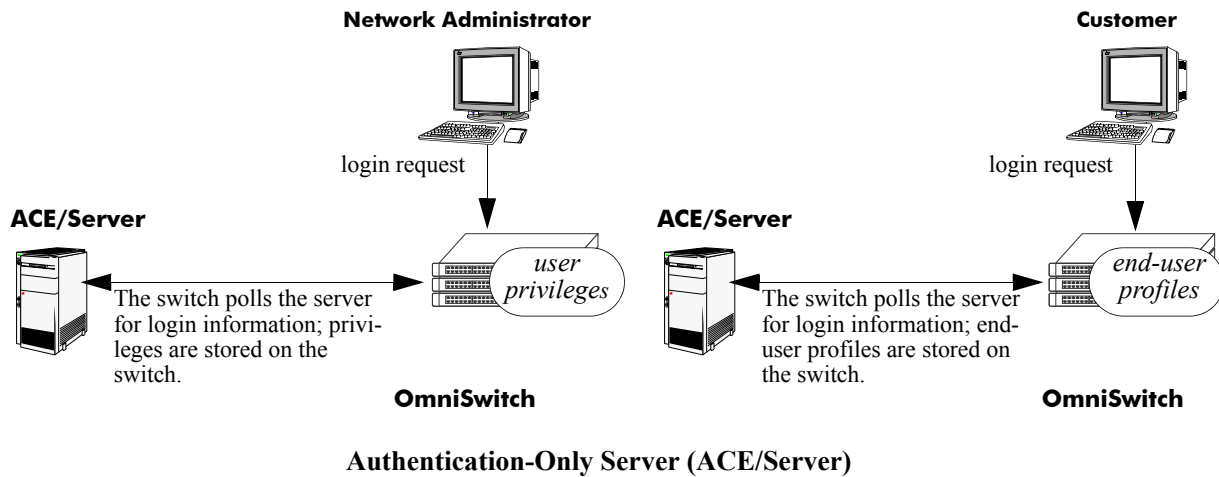 Network Administrator
login request
ACE/Server
user
privileges
The switch polls the server
for login information; privi-
leges are stored on the
switch.
OmniSwitch
Customer
login request
ACE/Server
end-user
profiles
The switch polls the server
for login information; end-
user profiles are stored on
the switch.
OmniSwitch
Authentication-Only Server (ACE/Server)